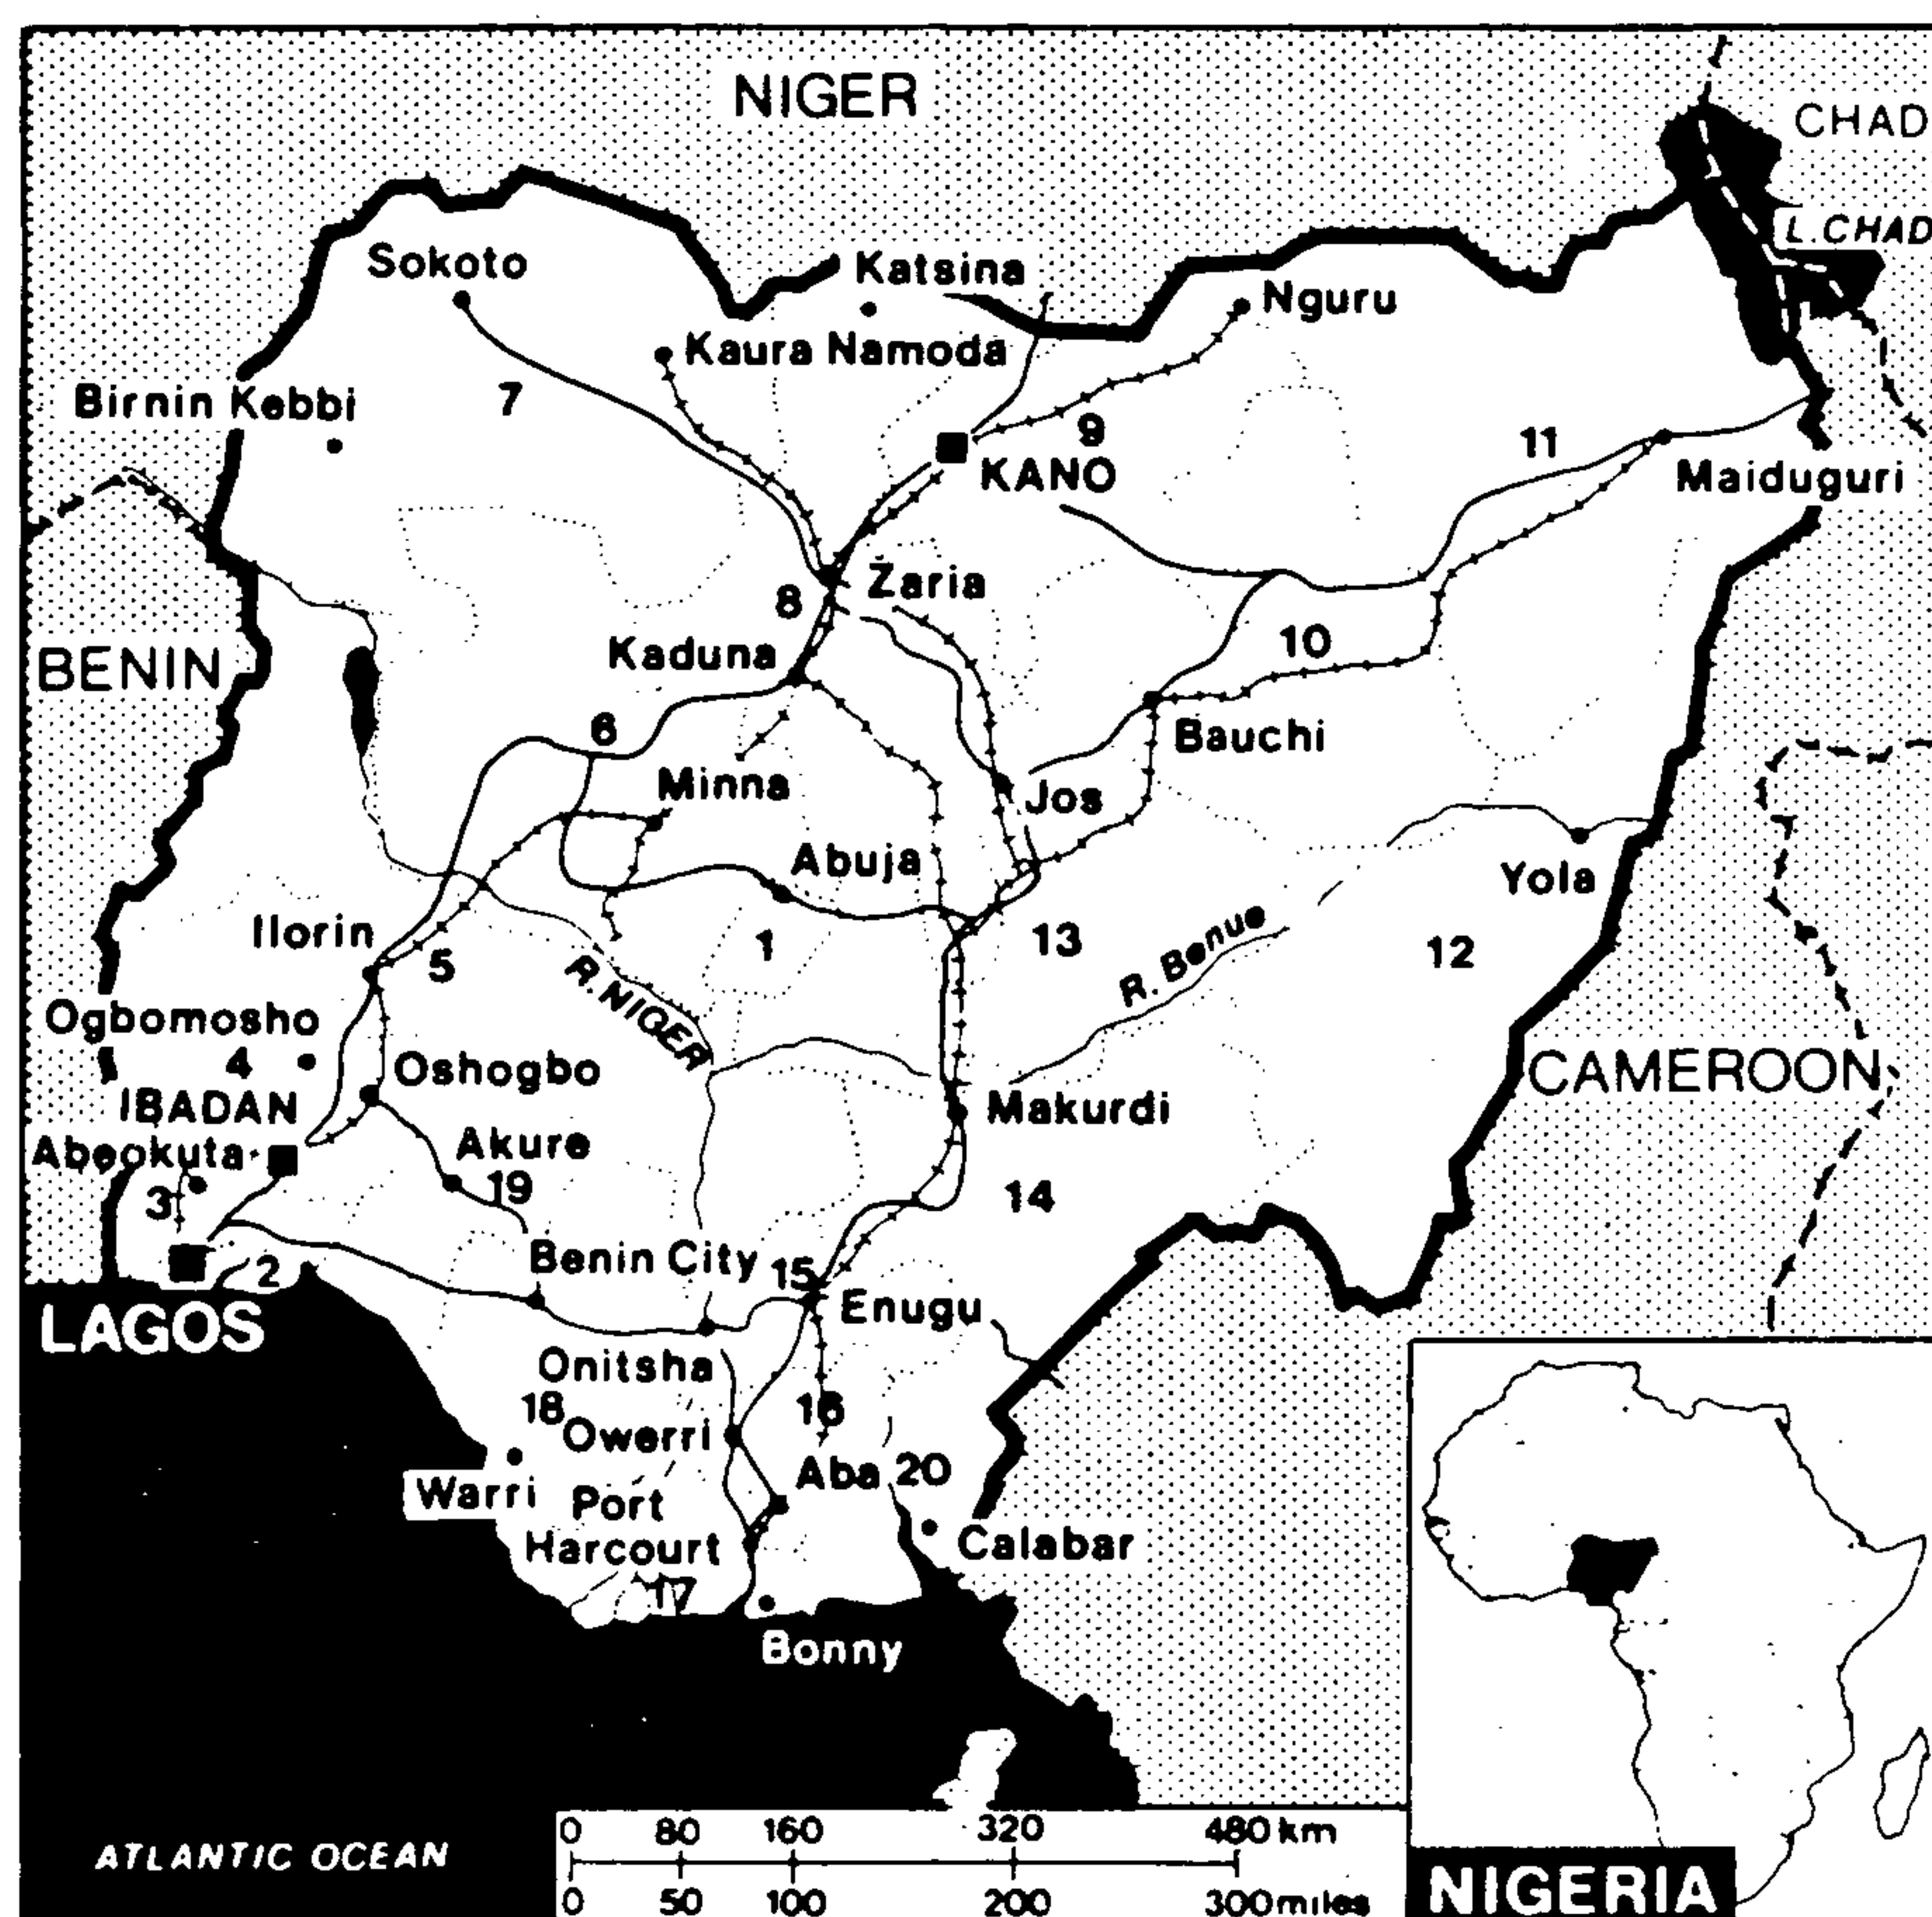 NIGER
CHAD
L. CHAD
Sokoto
Katsina
Nguru
Kaura Namoda
Birnin Kebbi
7
9
11
KANO
Maiduguri
Zaria
8
BENIN
Kaduna
10
6
Bauchi
Minna
Jos
Abuja
Yola
Ilorin
5
1
13
12
R. Benue
R. NIGER
Ogbomosho
4
Oshogbo
CAMEROON
IBADAN
Makurdi
Abeokuta
Akure
3
19
14
Benin City
15
2
Enugu
LAGOS
Onitsha
18
16
Owerri
Aba
20
Warri
Port
Harcourt
Calabar
17
Bonny
0 80 160 320 480 km
0 50 100 200 300 miles
ATLANTIC OCEAN
NIGERIA